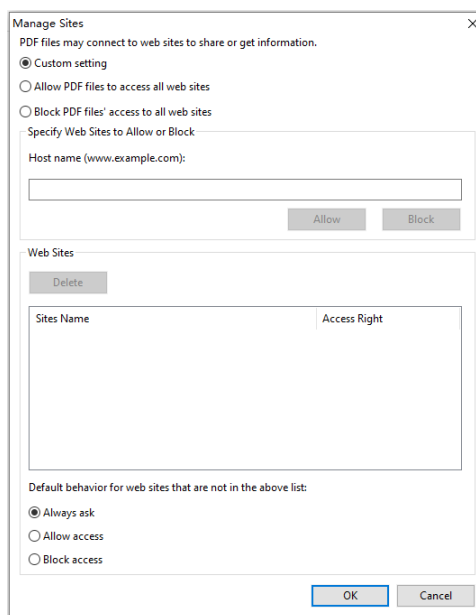 Manage Sites
PDF files may connect to web sites to share or get information.
Custom setting
Allow PDF files to access all web sites
Block PDF files' access to all web sites
Specify Web Sites to Allow or Block
Host name (www.example.com):
Allow Block
Web Sites
Delete
Sites Name Access Right
Default behavior for web sites that are not in the above list:
Always ask
Allow access
Block access
OK Cancel